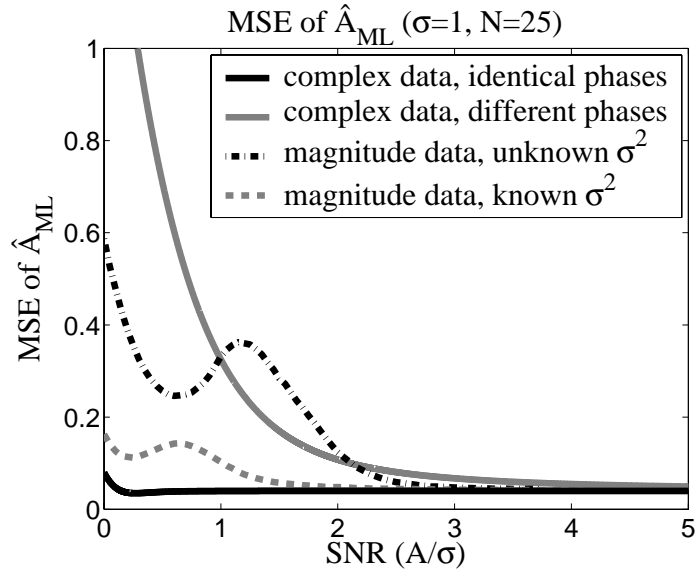 MSE of Â_ML (σ=1, N=25)
1
0.8
0.6
0.4
0.2
0
MSE of Â_ML
complex data, identical phases
complex data, different phases
magnitude data, unknown σ²
magnitude data, known σ²
0 1 2 3 4 5
SNR (A/σ)